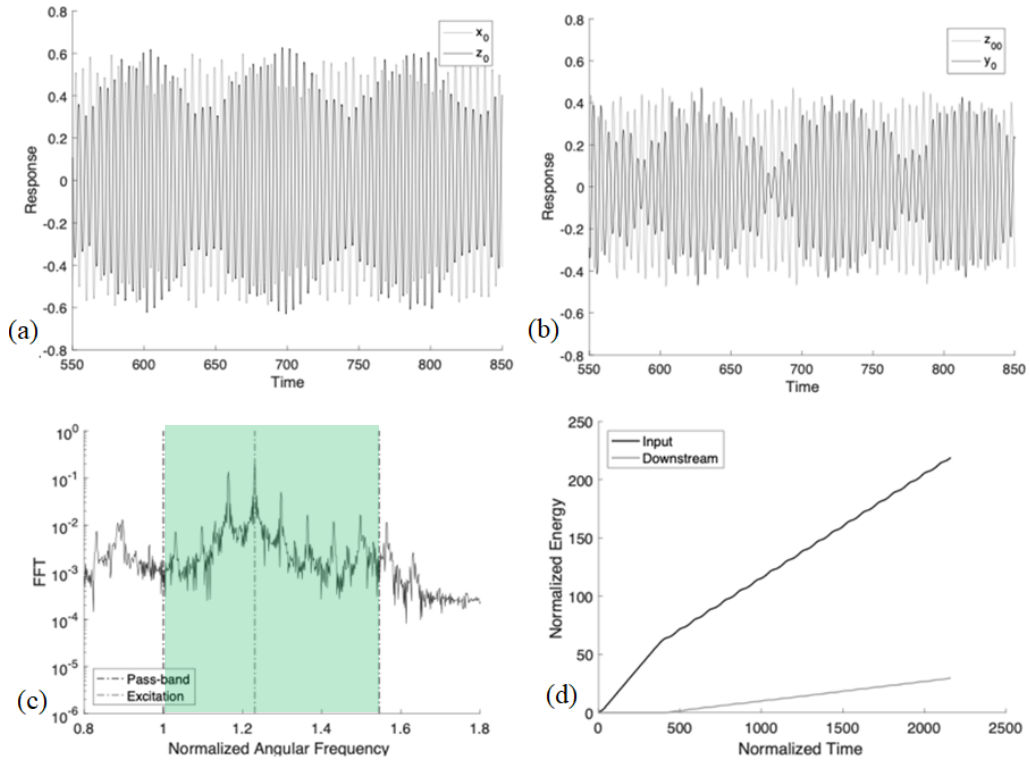 0.8
x0
z0
0.6
0.4
0.2
0
-0.2
-0.4
-0.6
-0.8
Response
550 600 650 700 750 800 850
Time
(a)
0.8
z00
y0
0.6
0.4
0.2
0
-0.2
-0.4
-0.6
-0.8
Response
550 600 650 700 750 800 850
Time
(b)
10^0
10^-1
10^-2
10^-3
10^-4
10^-5
10^-6
FFT
Pass-band
Excitation
0.8 1 1.2 1.4 1.6 1.8
Normalized Angular Frequency
(c)
250
200
150
100
50
0
Normalized Energy
Input
Downstream
0 500 1000 1500 2000 2500
Normalized Time
(d)